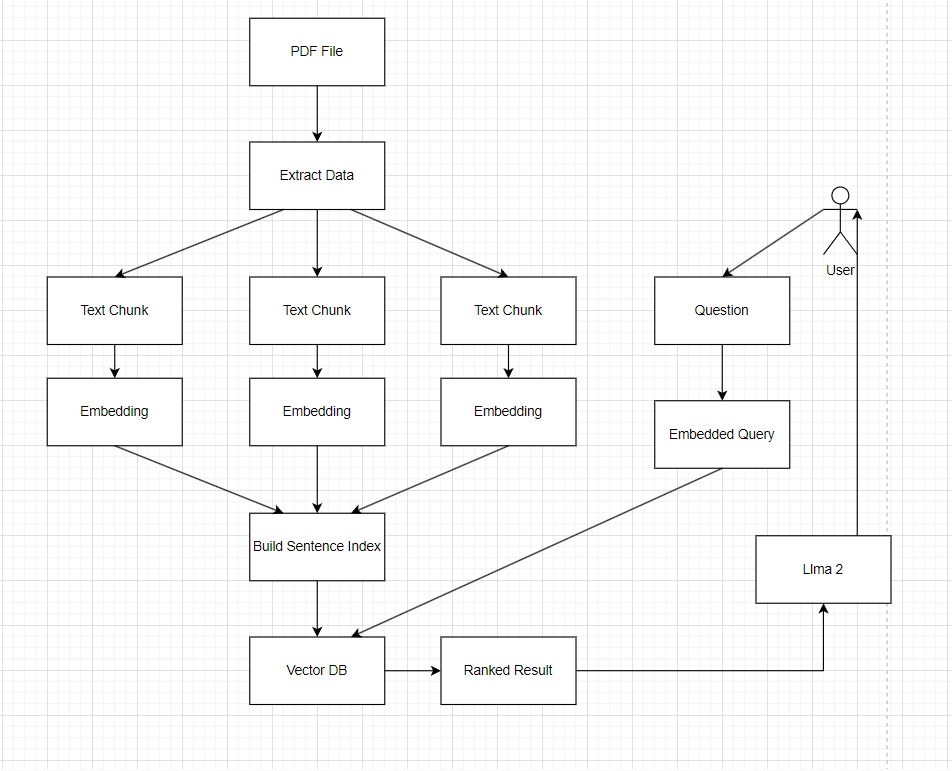 PDF File
Extract Data
User
Text Chunk
Text Chunk
Text Chunk
Question
Embedding
Embedding
Embedding
Embedded Query
Build Sentence Index
Llma 2
Vector DB
Ranked Result